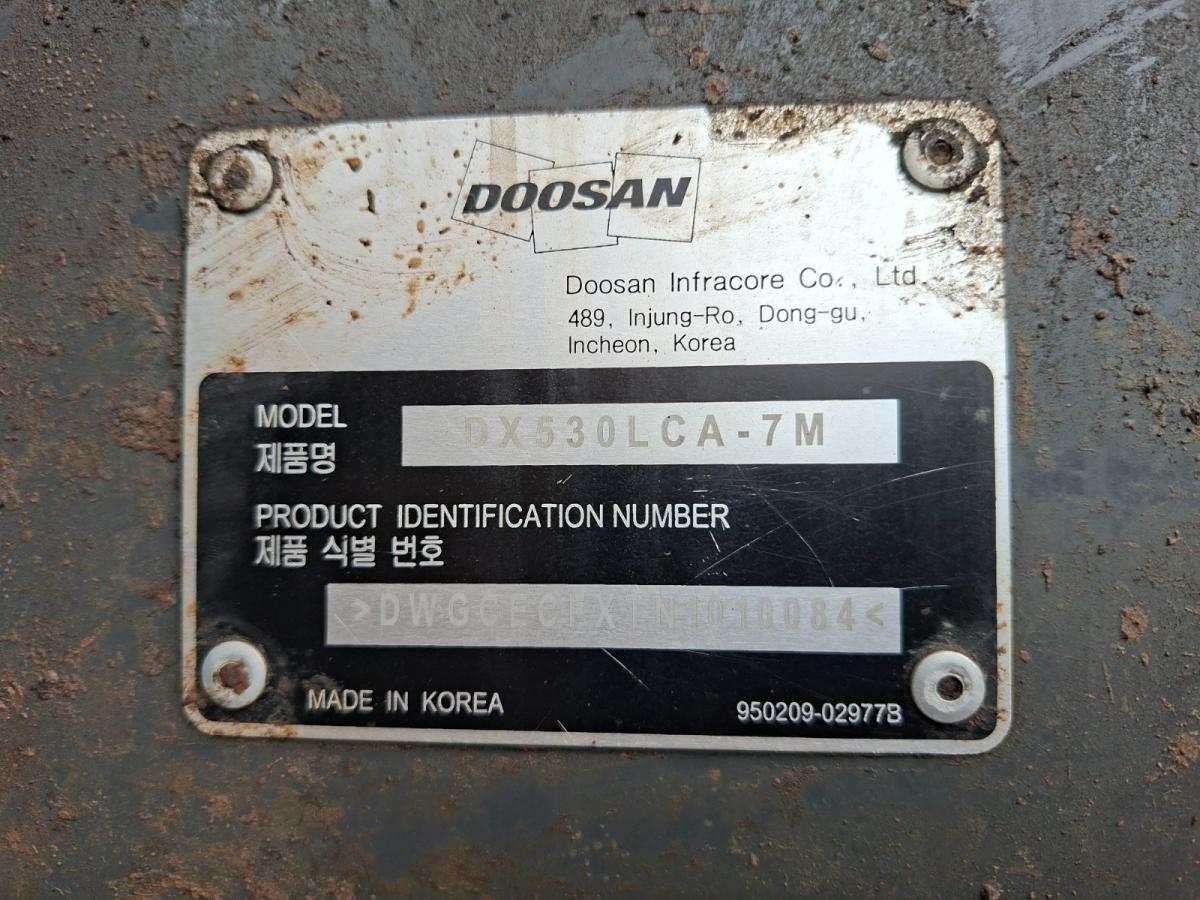 DOOSAN
Doosan Infracore Co., Ltd.
489, Injung-Ro, Dong-gu,
Incheon, Korea
MODEL
제품명
DX530LCA-7M
PRODUCT IDENTIFICATION NUMBER
제품 식별 번호
MADE IN KOREA
950209-02977B